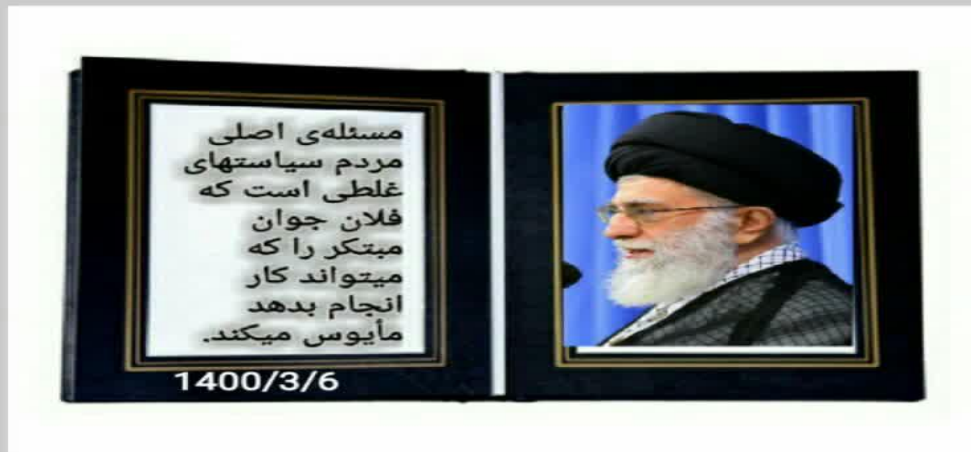 مسئله‌ی اصلی
مردم سیاستهای
غلطی است که
فلان جوان
مبتکر را که
میتواند کار
انجام بدهد
مأیوس میکند.
1400/3/6